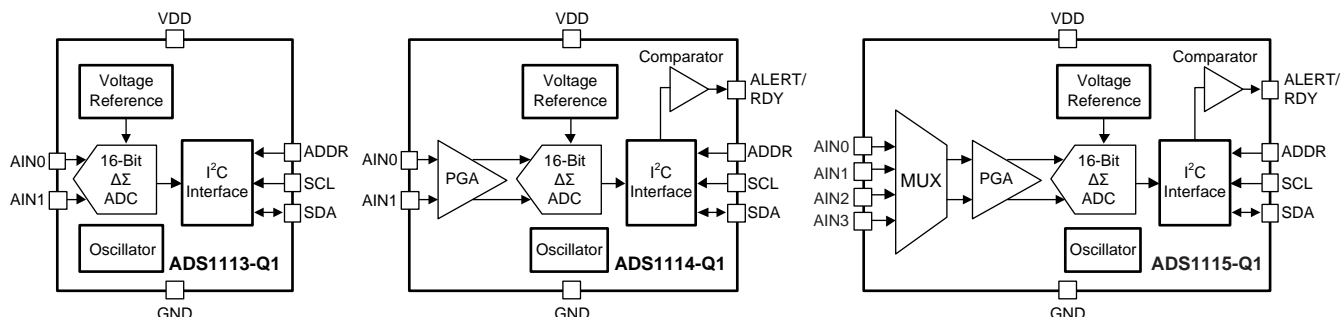 VDD
Voltage
Reference
AIN0
AIN1
16-Bit
ΔΣ
ADC
I²C
Interface
ADDR
SCL
SDA
Oscillator
ADS1113-Q1
GND
VDD
Comparator
Voltage
Reference
ALERT/
RDY
AIN0
AIN1
PGA
16-Bit
ΔΣ
ADC
I²C
Interface
ADDR
SCL
SDA
Oscillator
ADS1114-Q1
GND
VDD
Comparator
Voltage
Reference
ALERT/
RDY
AIN0
AIN1
AIN2
AIN3
MUX
PGA
16-Bit
ΔΣ
ADC
I²C
Interface
ADDR
SCL
SDA
Oscillator
ADS1115-Q1
GND